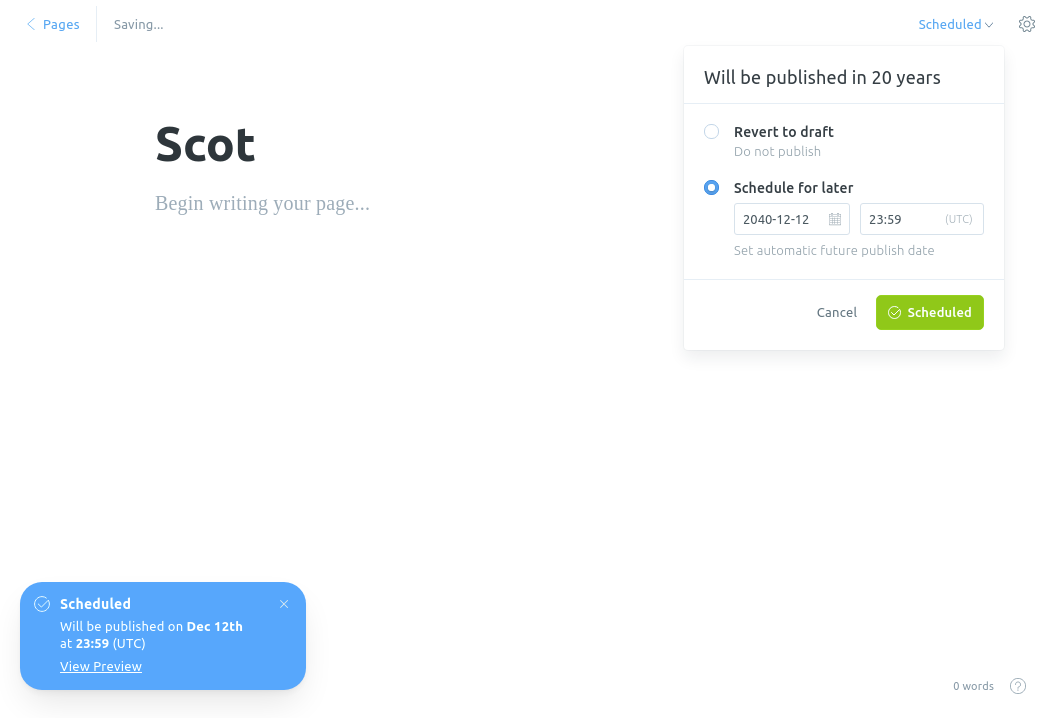 Pages
Saving...
Scheduled
Will be published in 20 years
Scot
Revert to draft
Do not publish
Schedule for later
Begin writing your page...
2040-12-12
23:59 (UTC)
Set automatic future publish date
Cancel
Scheduled
Scheduled
Will be published on Dec 12th
at 23:59 (UTC)
View Preview
0 words
?